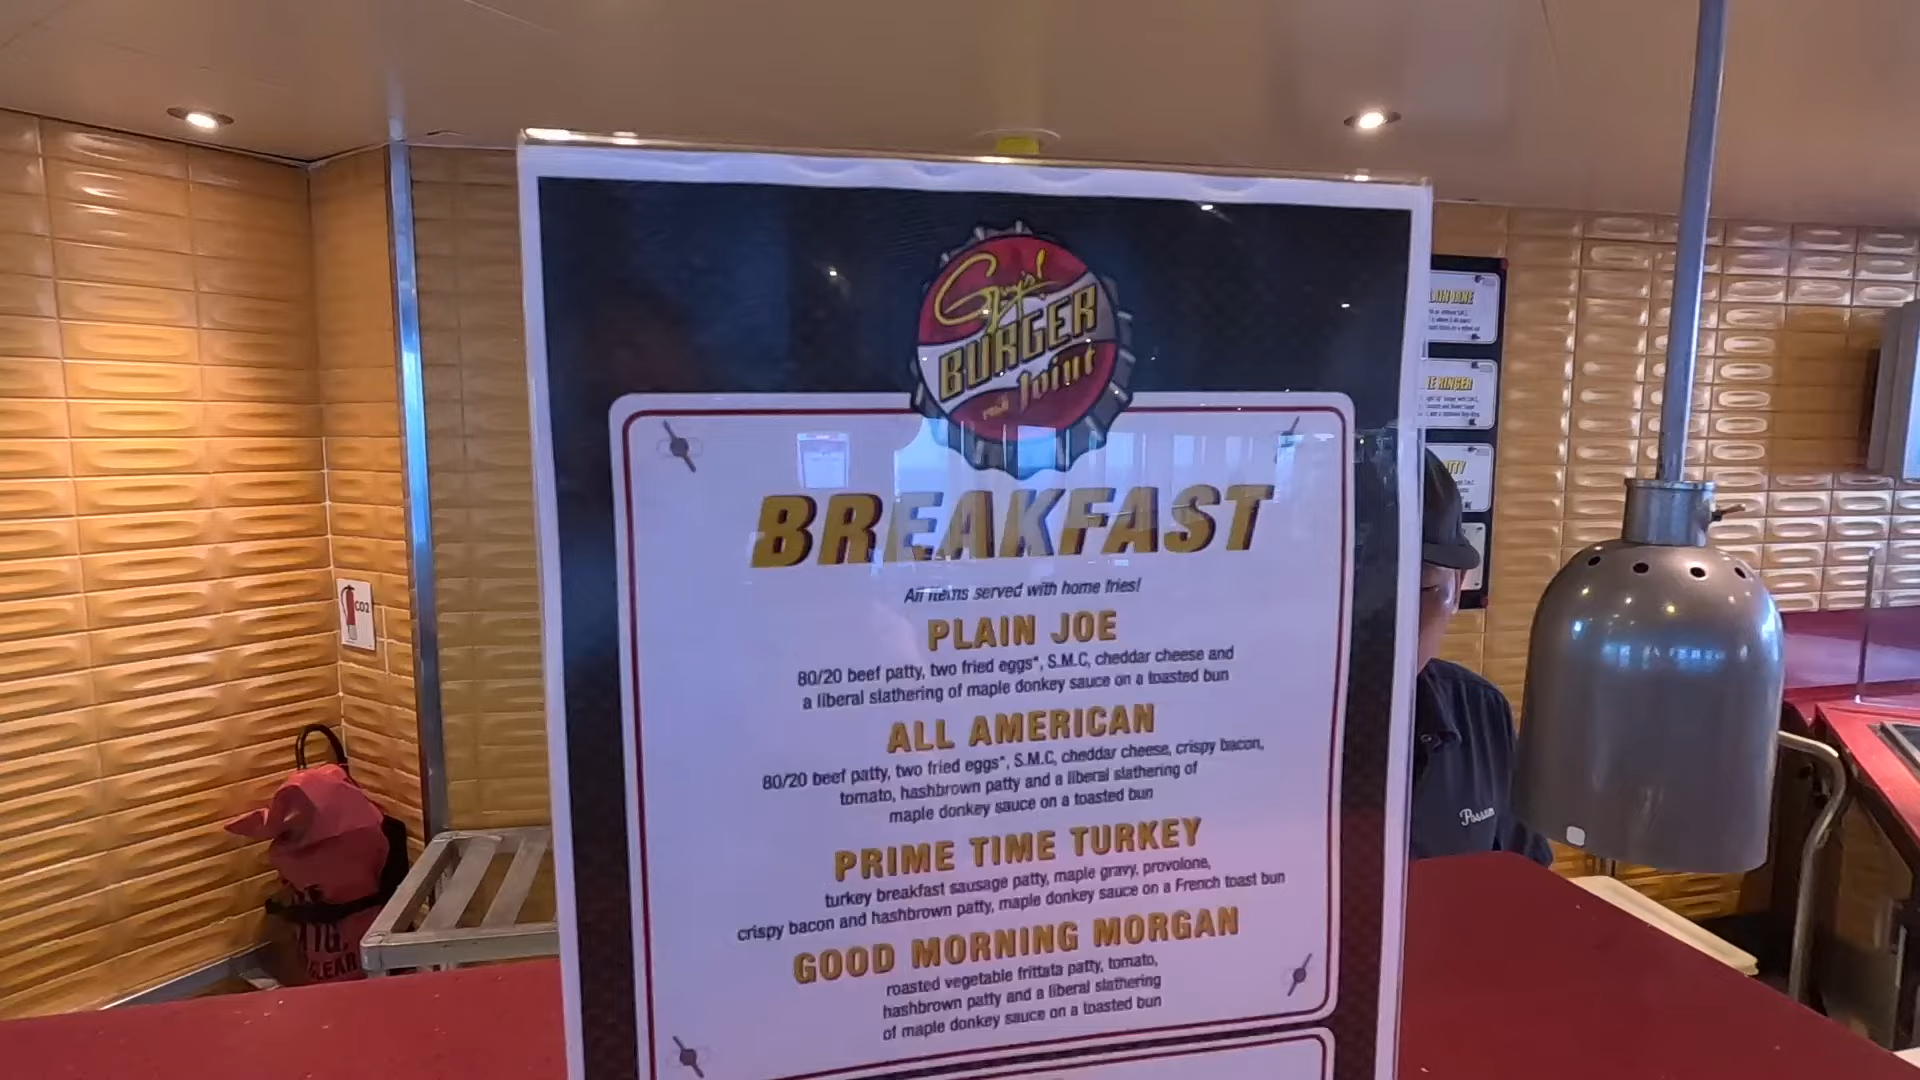 Guy's!
BURGER
Joint
BREAKFAST
All items served with home fries!
PLAIN JOE
80/20 beef patty, two fried eggs*, S.M.C, cheddar cheese and
a liberal slathering of maple donkey sauce on a toasted bun
ALL AMERICAN
80/20 beef patty, two fried eggs*, S.M.C, cheddar cheese, crispy bacon,
tomato, hashbrown patty and a liberal slathering of
maple donkey sauce on a toasted bun
PRIME TIME TURKEY
turkey breakfast sausage patty, maple gravy, provolone,
crispy bacon and hashbrown patty, maple donkey sauce on a French toast bun
GOOD MORNING MORGAN
roasted vegetable frittata patty, tomato,
hashbrown patty and a liberal slathering
of maple donkey sauce on a toasted bun
CO2
RINGER